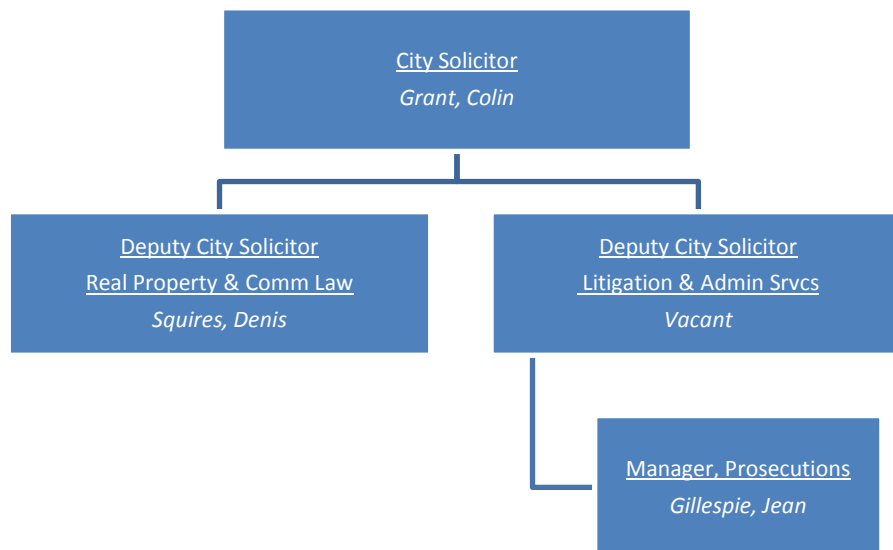 City Solicitor
Grant, Colin
Deputy City Solicitor
Real Property & Comm Law
Squires, Denis
Deputy City Solicitor
Litigation & Admin Srvcs
Vacant
Manager, Prosecutions
Gillespie, Jean